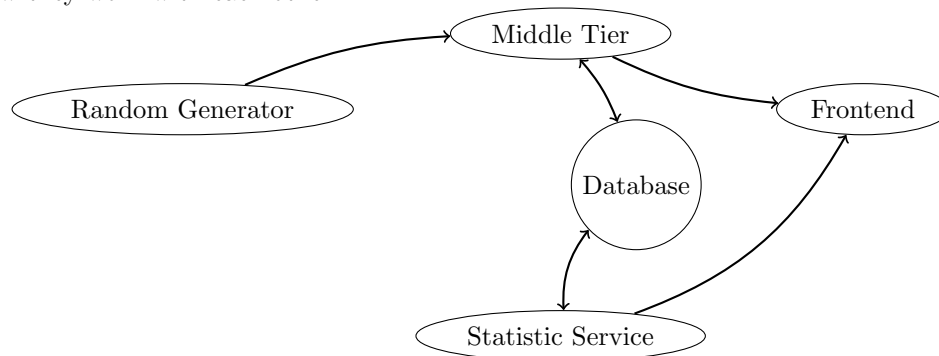 Middle Tier
Random Generator
Frontend
Database
Statistic Service